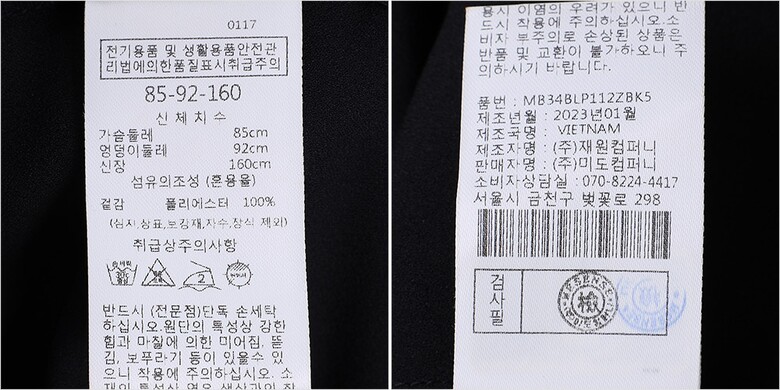 0117
전기용품 및 생활용품안전관
리법에의한품질표시취급주의
85-92-160
신체치수
가슴둘레 85cm
엉덩이둘레 92cm
신장 160cm
섬유의조성 (혼용율)
겉감 폴리에스터 100%
(심지,상표,보강재,자수,장식 제외)
취급상주의사항
반드시 (전문점)단독 손세탁
하십시오.원단의 특성상 강한
힘과 마찰에 의한 미어짐, 뜯
김, 보푸라기 등이 있을수 있
으니 착용에 주의하십시오. 소
용시 이염의 우려가 있으니 반
드시 착용에 주의하십시오.소
비자 부주의로 손상된 상품은
반품 및 교환이 불가하오니 주
의하시기 바랍니다.
품번 : MB34BLP112ZBK5
제조년월 : 2023년01월
제조국명 : VIETNAM
제조자명 : (주)재원컴퍼니
판매자명 : (주)미도컴퍼니
소비자상담실 : 070-8224-4417
서울시 금천구 벚꽃로 298
검사필